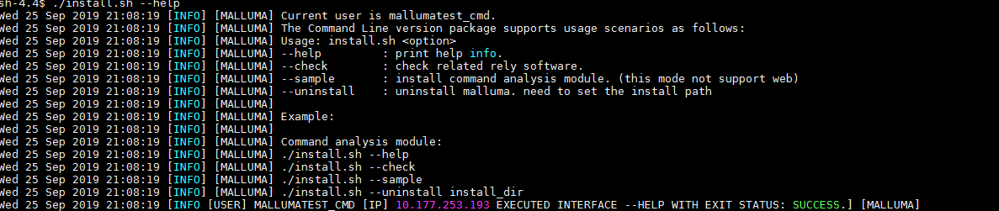 sh-4.4$ ./install.sh --help
Wed 25 Sep 2019 21:08:19 [INFO] [MALLUMA] Current user is mallumatest_cmd.
Wed 25 Sep 2019 21:08:19 [INFO] [MALLUMA] The Command Line version package supports usage scenarios as follows:
Wed 25 Sep 2019 21:08:19 [INFO] [MALLUMA] Usage: install.sh <option>
Wed 25 Sep 2019 21:08:19 [INFO] [MALLUMA] --help         : print help info.
Wed 25 Sep 2019 21:08:19 [INFO] [MALLUMA] --check        : check related rely software.
Wed 25 Sep 2019 21:08:19 [INFO] [MALLUMA] --sample       : install command analysis module. (this mode not support web)
Wed 25 Sep 2019 21:08:19 [INFO] [MALLUMA] --uninstall    : uninstall malluma. need to set the install path
Wed 25 Sep 2019 21:08:19 [INFO] [MALLUMA]
Wed 25 Sep 2019 21:08:19 [INFO] [MALLUMA] Example:
Wed 25 Sep 2019 21:08:19 [INFO] [MALLUMA]
Wed 25 Sep 2019 21:08:19 [INFO] [MALLUMA] Command analysis module:
Wed 25 Sep 2019 21:08:19 [INFO] [MALLUMA] ./install.sh --help
Wed 25 Sep 2019 21:08:19 [INFO] [MALLUMA] ./install.sh --check
Wed 25 Sep 2019 21:08:19 [INFO] [MALLUMA] ./install.sh --sample
Wed 25 Sep 2019 21:08:19 [INFO] [MALLUMA] ./install.sh --uninstall install_dir
Wed 25 Sep 2019 21:08:19 [INFO [USER] MALLUMATEST_CMD [IP] 10.177.253.193 EXECUTED INTERFACE --HELP WITH EXIT STATUS: SUCCESS.] [MALLUMA]